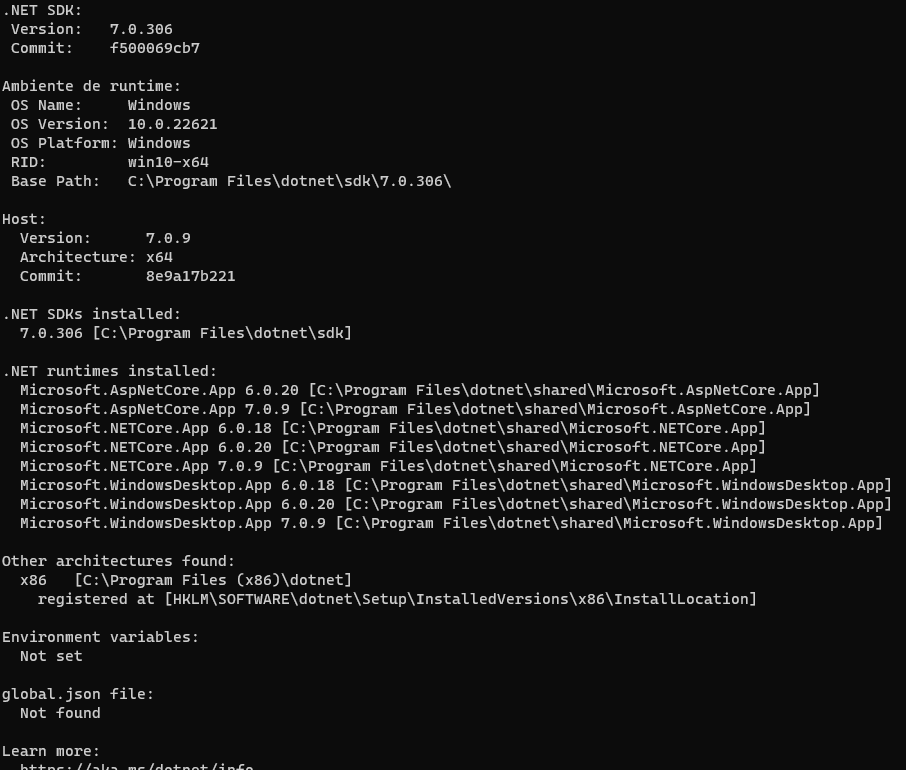 .NET SDK:
Version: 7.0.306
Commit: f500069cb7
Ambiente de runtime:
OS Name: Windows
OS Version: 10.0.22621
OS Platform: Windows
RID: win10-x64
Base Path: C:\Program Files\dotnet\sdk\7.0.306\
Host:
Version: 7.0.9
Architecture: x64
Commit: 8e9a17b221
.NET SDKs installed:
7.0.306 [C:\Program Files\dotnet\sdk]
.NET runtimes installed:
Microsoft.AspNetCore.App 6.0.20 [C:\Program Files\dotnet\shared\Microsoft.AspNetCore.App]
Microsoft.AspNetCore.App 7.0.9 [C:\Program Files\dotnet\shared\Microsoft.AspNetCore.App]
Microsoft.NETCore.App 6.0.18 [C:\Program Files\dotnet\shared\Microsoft.NETCore.App]
Microsoft.NETCore.App 6.0.20 [C:\Program Files\dotnet\shared\Microsoft.NETCore.App]
Microsoft.NETCore.App 7.0.9 [C:\Program Files\dotnet\shared\Microsoft.NETCore.App]
Microsoft.WindowsDesktop.App 6.0.18 [C:\Program Files\dotnet\shared\Microsoft.WindowsDesktop.App]
Microsoft.WindowsDesktop.App 6.0.20 [C:\Program Files\dotnet\shared\Microsoft.WindowsDesktop.App]
Microsoft.WindowsDesktop.App 7.0.9 [C:\Program Files\dotnet\shared\Microsoft.WindowsDesktop.App]
Other architectures found:
x86 [C:\Program Files (x86)\dotnet]
registered at [HKLM\SOFTWARE\dotnet\Setup\InstalledVersions\x86\InstallLocation]
Environment variables:
Not set
global.json file:
Not found
Learn more:
https://aka.ms/dotnet/info